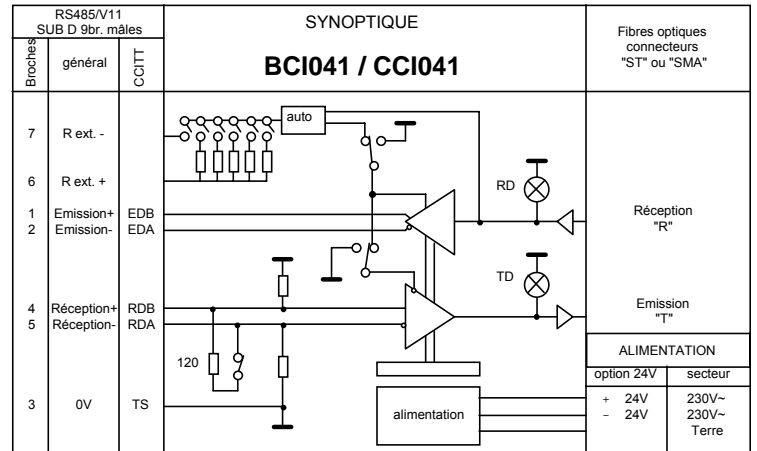 RS485/V11
SUB D 9br. mâles
SYNOPTIQUE
BCI041 / CCI041
Fibres optiques
connecteurs
"ST" ou "SMA"
Broches
général
CCITT
auto
7 R ext. -
6 R ext. +
RD
1 Emission+ EDB
2 Emission- EDA
Réception
"R"
TD
4 Réception+ RDB
5 Réception- RDA
Emission
"T"
120
ALIMENTATION
option 24V secteur
3 0V TS
alimentation
+ 24V 230V~
- 24V 230V~
Terre